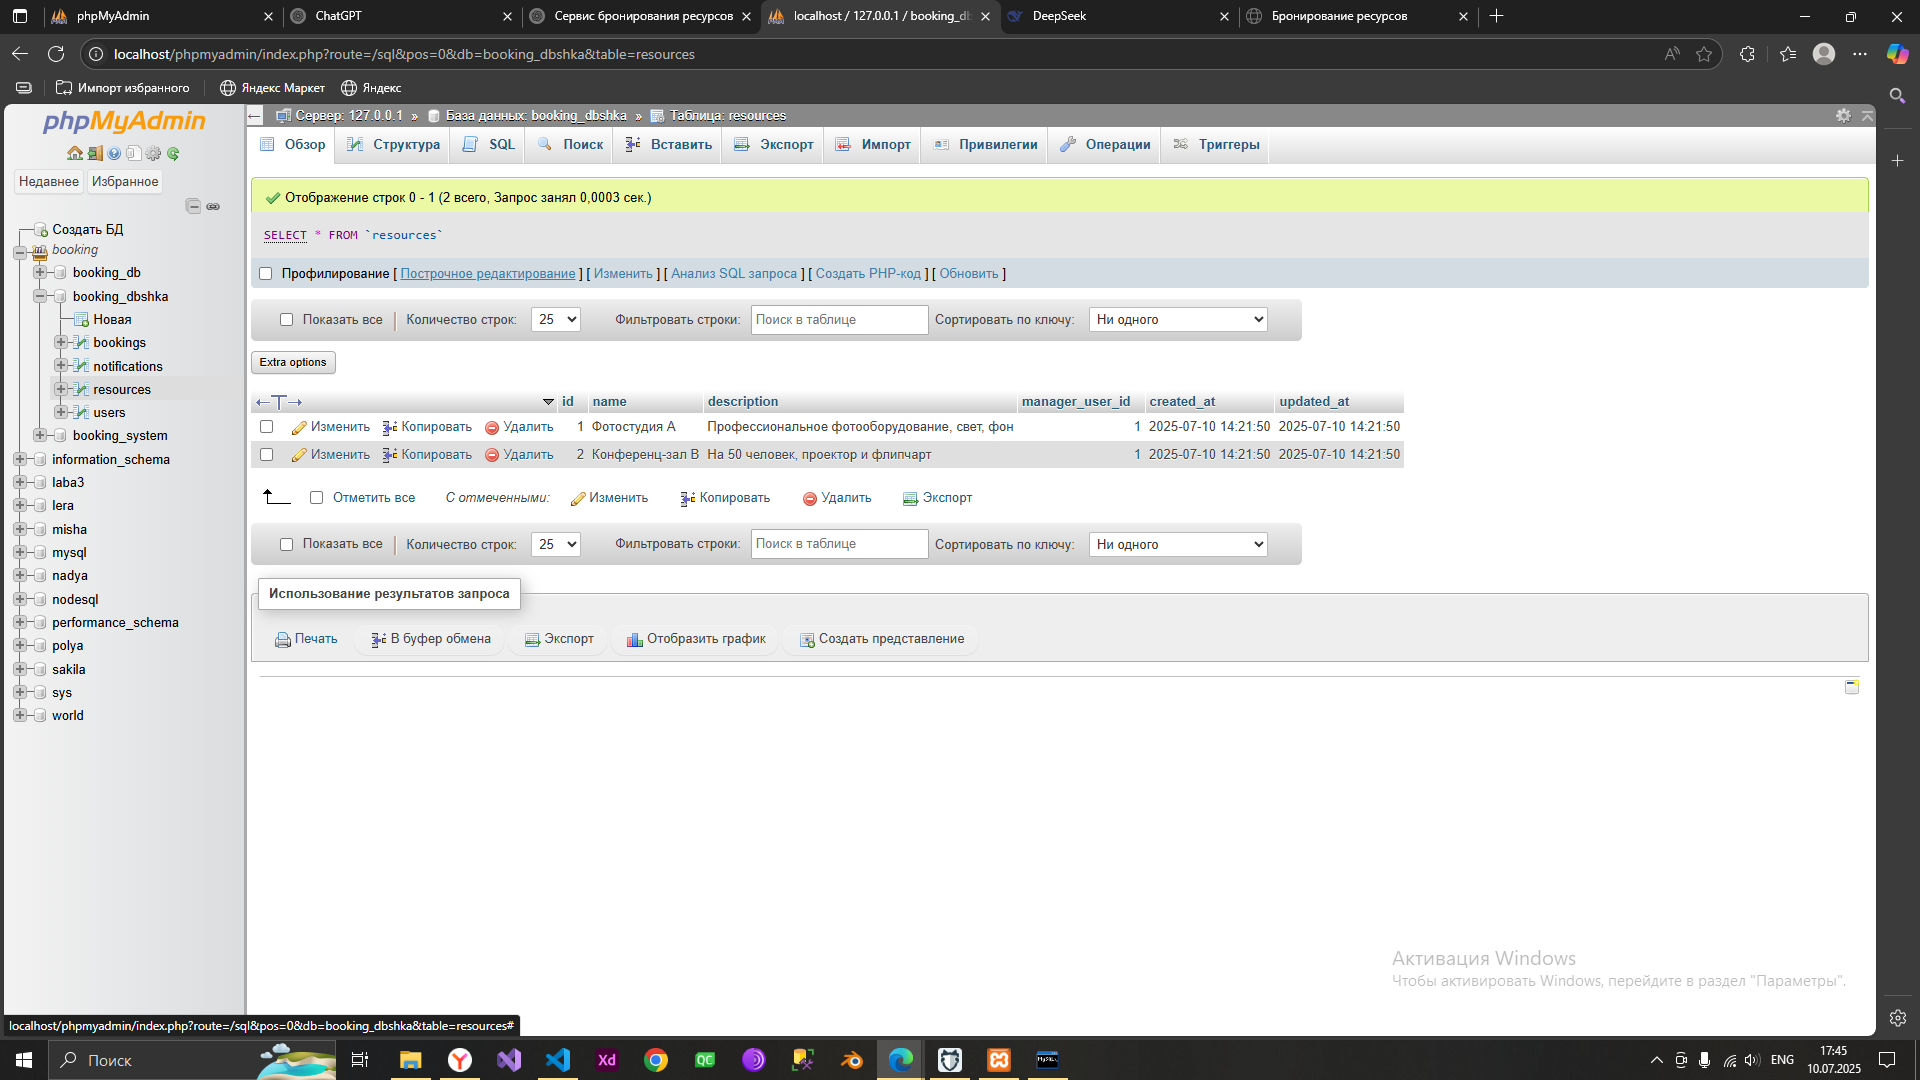 phpMyAdmin
ChatGPT
Сервис бронирования ресурсов
localhost / 127.0.0.1 / booking_db
DeepSeek
Бронирование ресурсов
localhost/phpmyadmin/index.php?route=/sql&pos=0&db=booking_dbshka&table=resources
Импорт избранного
Яндекс Маркет
Яндекс
phpMyAdmin
Недавнее
Избранное
Создать БД
booking
booking_db
booking_dbshka
Новая
bookings
notifications
resources
users
booking_system
information_schema
laba3
lera
misha
mysql
nadya
nodesql
performance_schema
polya
sakila
sys
world
Сервер: 127.0.0.1 » База данных: booking_dbshka » Таблица: resources
Обзор Структура SQL Поиск Вставить Экспорт Импорт Привилегии Операции Триггеры
Отображение строк 0 - 1 (2 всего, Запрос занял 0,0003 сек.)
SELECT * FROM `resources`
Профилирование [ Построчное редактирование ] [ Изменить ] [ Анализ SQL запроса ] [ Создать PHP-код ] [ Обновить ]
Показать все Количество строк: 25 Фильтровать строки: Поиск в таблице Сортировать по ключу: Ни одного
Extra options
←T→ id name description manager_user_id created_at updated_at
Изменить Копировать Удалить 1 Фотостудия А Профессиональное фотооборудование, свет, фон 1 2025-07-10 14:21:50 2025-07-10 14:21:50
Изменить Копировать Удалить 2 Конференц-зал B На 50 человек, проектор и флипчарт 1 2025-07-10 14:21:50 2025-07-10 14:21:50
Отметить все С отмеченными: Изменить Копировать Удалить Экспорт
Показать все Количество строк: 25 Фильтровать строки: Поиск в таблице Сортировать по ключу: Ни одного
Использование результатов запроса
Печать В буфер обмена Экспорт Отобразить график Создать представление
Активация Windows
Чтобы активировать Windows, перейдите в раздел "Параметры".
localhost/phpmyadmin/index.php?route=/sql&pos=0&db=booking_dbshka&table=resources#
Поиск
Xd
QC
ENG
17:45
10.07.2025